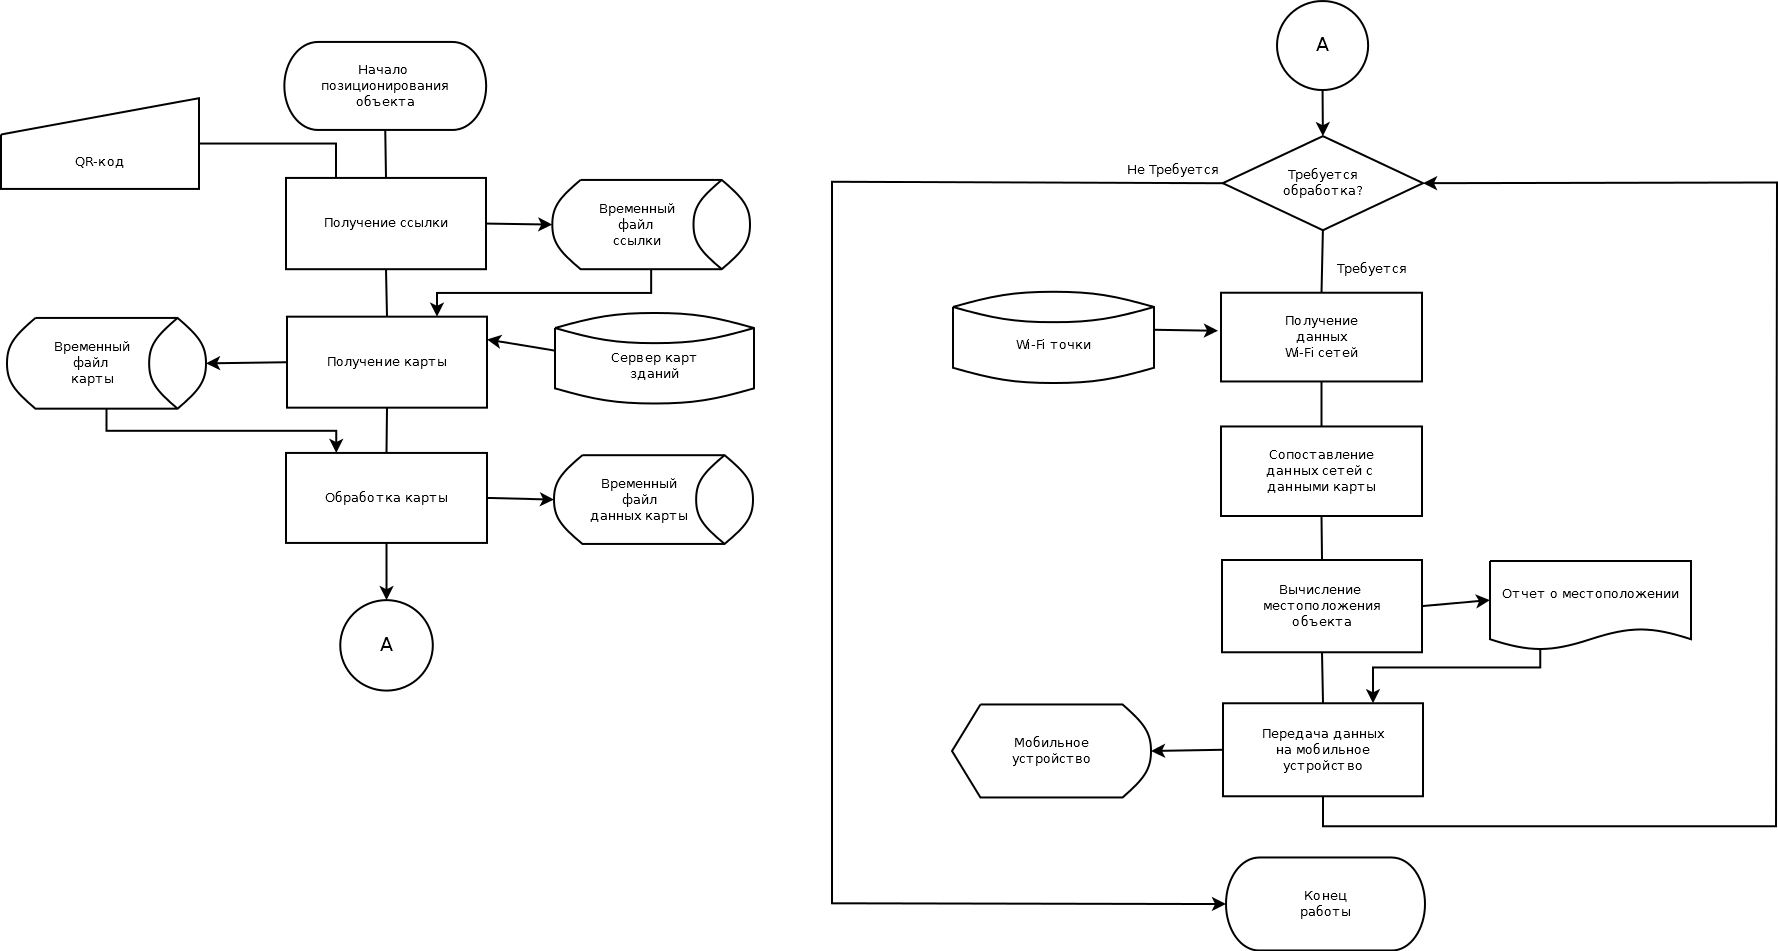 Начало
позиционирования
объекта
QR-код
Получение ссылки
Временный
файл
ссылки
Получение карты
Сервер карт
зданий
Временный
файл
карты
Обработка карты
Временный
файл
данных карты
А
А
Требуется
обработка?
Не Требуется
Требуется
Wi-Fi точки
Получение
данных
Wi-Fi сетей
Сопоставление
данных сетей с
данными карты
Вычисление
местоположения
объекта
Отчет о местоположении
Передача данных
на мобильное
устройство
Мобильное
устройство
Конец
работы